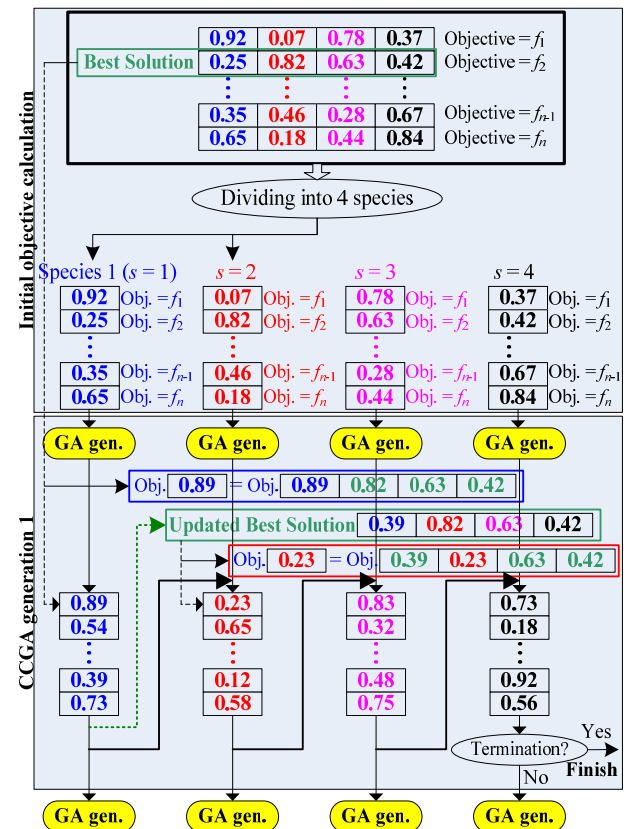 0.92 0.07 0.78 0.37 Objective = f1
Best Solution 0.25 0.82 0.63 0.42 Objective = f2
0.35 0.46 0.28 0.67 Objective = fn-1
0.65 0.18 0.44 0.84 Objective = fn
Dividing into 4 species
Initial objective calculation
Species 1 (s = 1) s = 2 s = 3 s = 4
0.92 Obj. = f1 0.07 Obj. = f1 0.78 Obj. = f1 0.37 Obj. = f1
0.25 Obj. = f2 0.82 Obj. = f2 0.63 Obj. = f2 0.42 Obj. = f2
0.35 Obj. = fn-1 0.46 Obj. = fn-1 0.28 Obj. = fn-1 0.67 Obj. = fn-1
0.65 Obj. = fn 0.18 Obj. = fn 0.44 Obj. = fn 0.84 Obj. = fn
GA gen. GA gen. GA gen. GA gen.
CCGA generation 1
Obj. 0.89 = Obj. 0.89 0.82 0.63 0.42
Updated Best Solution 0.39 0.82 0.63 0.42
Obj. 0.23 = Obj. 0.39 0.23 0.63 0.42
0.89 0.23 0.83 0.73
0.54 0.65 0.32 0.18
0.39 0.12 0.48 0.92
0.73 0.58 0.75 0.56
Termination? Yes
Finish
No
GA gen. GA gen. GA gen. GA gen.